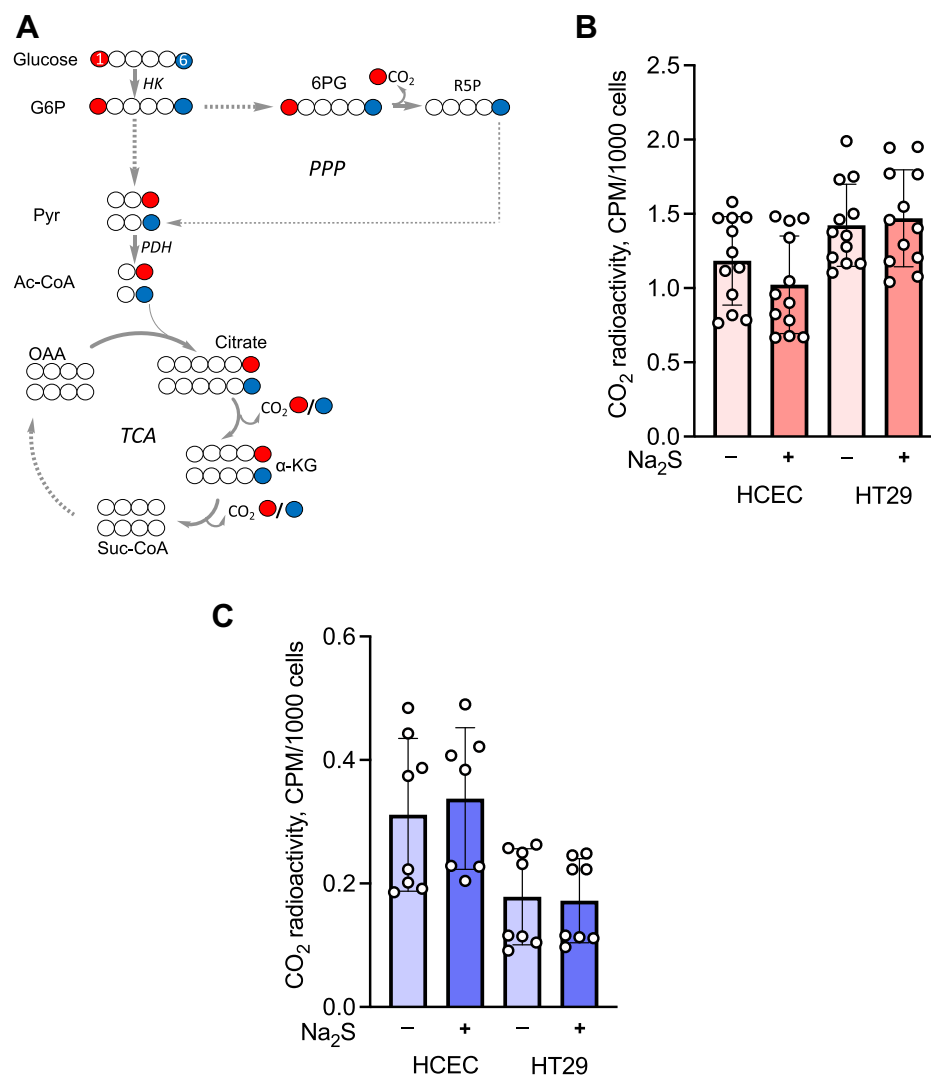 A
Glucose 1 6
HK
G6P
6PG
CO₂
R5P
PPP
Pyr
PDH
Ac-CoA
OAA
Citrate
CO₂ /
TCA
α-KG
CO₂ /
Suc-CoA
B
CO₂ radioactivity, CPM/1000 cells
2.5
2.0
1.5
1.0
0.5
0.0
Na₂S – + – +
HCEC HT29
C
CO₂ radioactivity, CPM/1000 cells
0.6
0.4
0.2
0.0
Na₂S – + – +
HCEC HT29